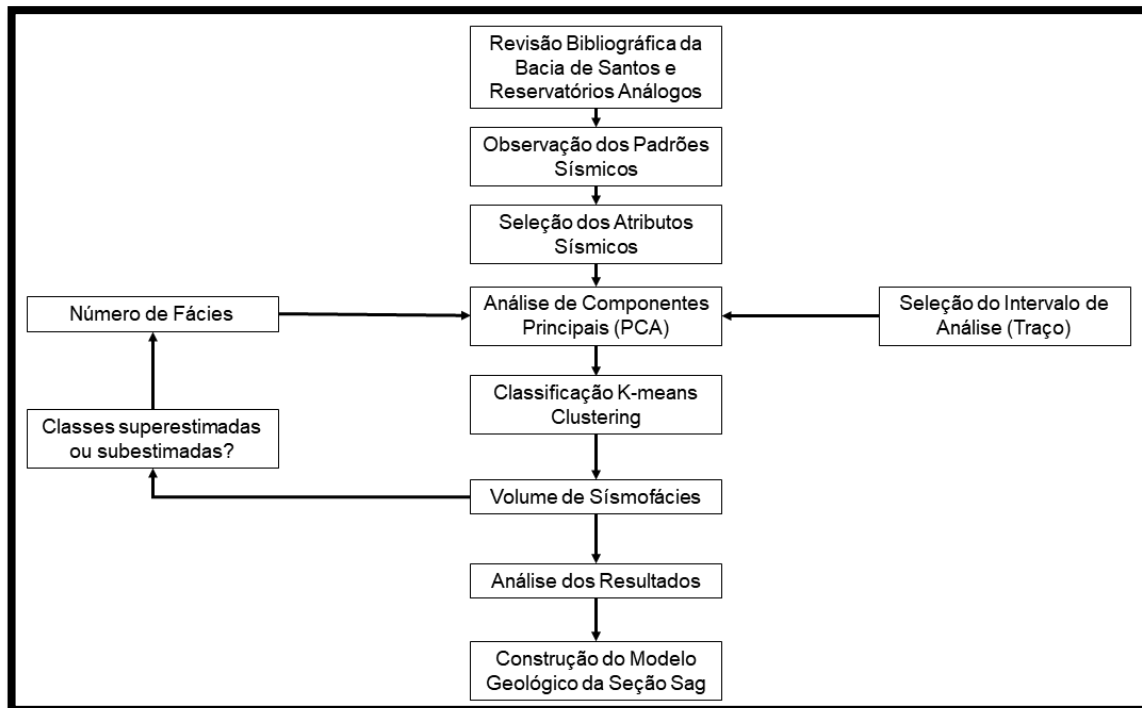 Revisão Bibliográfica da
Bacia de Santos e
Reservatórios Análogos
Observação dos Padrões
Sísmicos
Seleção dos Atributos
Sísmicos
Número de Fácies
Análise de Componentes
Principais (PCA)
Seleção do Intervalo de
Análise (Traço)
Classificação K-means
Clustering
Classes superestimadas
ou subestimadas?
Volume de Sísmofácies
Análise dos Resultados
Construção do Modelo
Geológico da Seção Sag